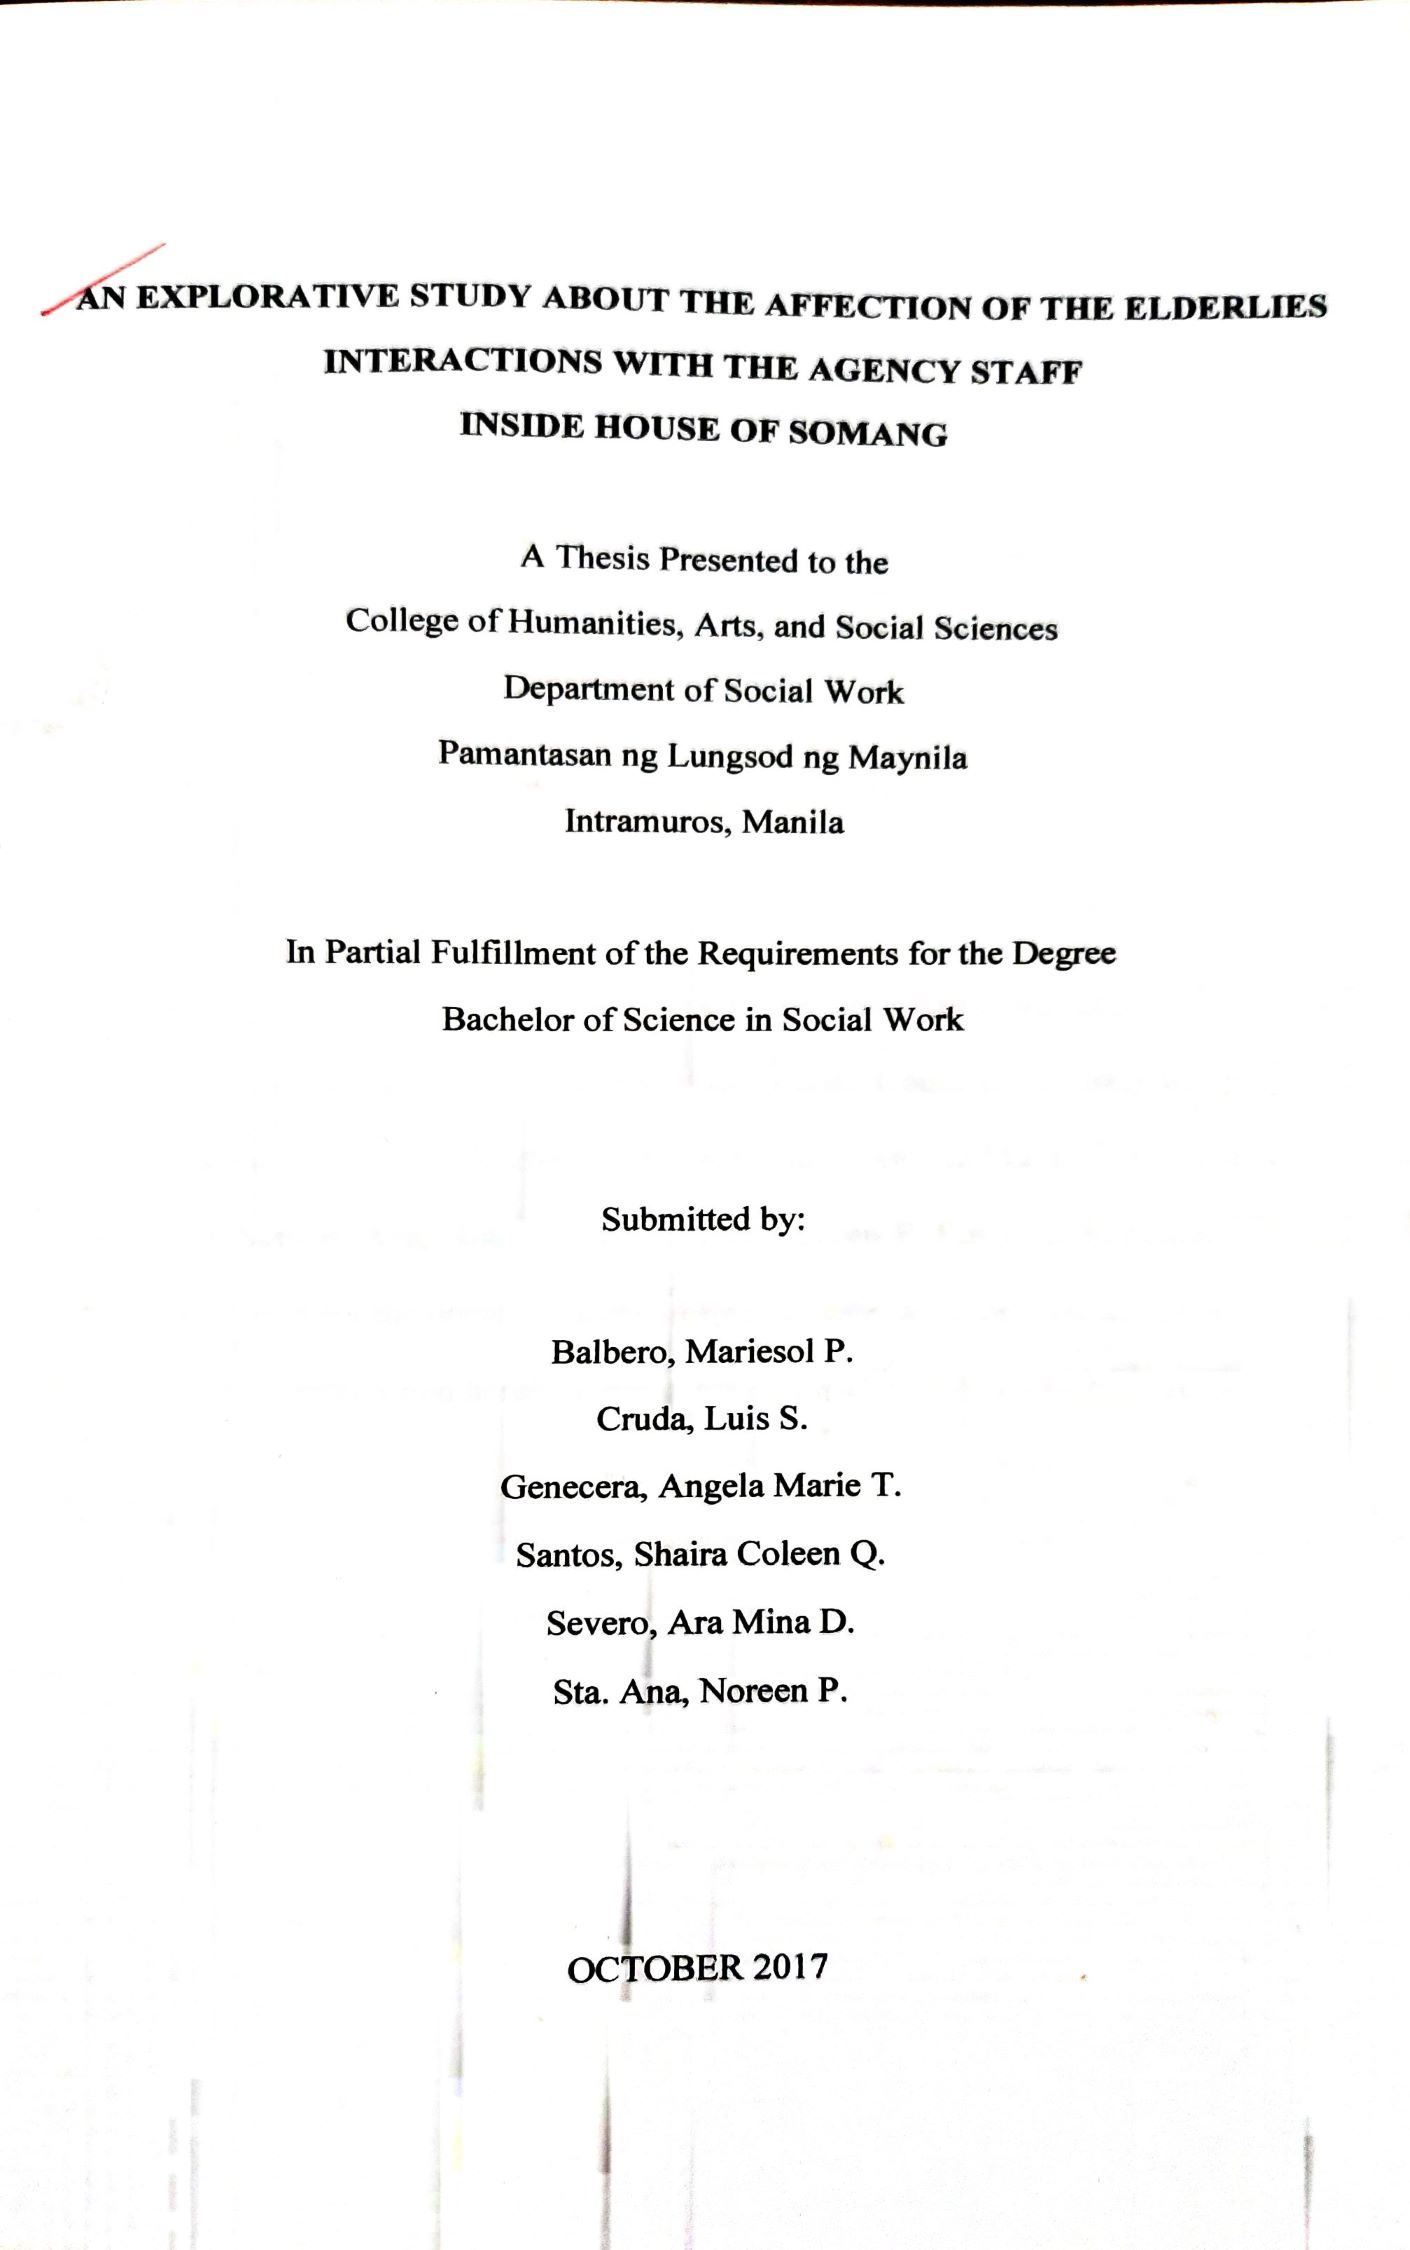 AN EXPLORATIVE STUDY ABOUT THE AFFECTION OF THE ELDERLIES
INTERACTIONS WITH THE AGENCY STAFF
INSIDE HOUSE OF SOMANG
A Thesis Presented to the
College of Humanities, Arts, and Social Sciences
Department of Social Work
Pamantasan ng Lungsod ng Maynila
Intramuros, Manila
In Partial Fulfillment of the Requirements for the Degree
Bachelor of Science in Social Work
Submitted by:
Balbero, Mariesol P.
Cruda, Luis S.
Genecera, Angela Marie T.
Santos, Shaira Coleen Q.
Severo, Ara Mina D.
Sta. Ana, Noreen P.
OCTOBER 2017